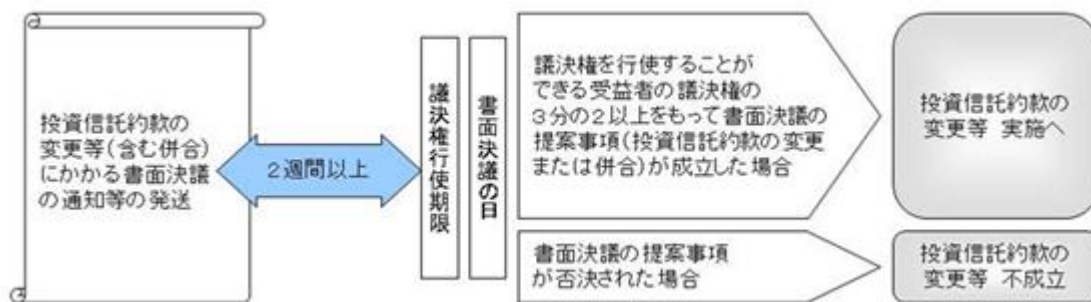 投資信託約款の
変更等(含む併合)
にかかる書面決議
の通知等の発送
2週間以上
議決権行使期限
書面決議の日
議決権を行使することが
できる受益者の議決権の
3分の2以上をもって書面決議の
提案事項(投資信託約款の変更
または併合)が成立した場合
投資信託約款の
変更等 実施へ
書面決議の提案事項
が否決された場合
投資信託約款の
変更等 不成立